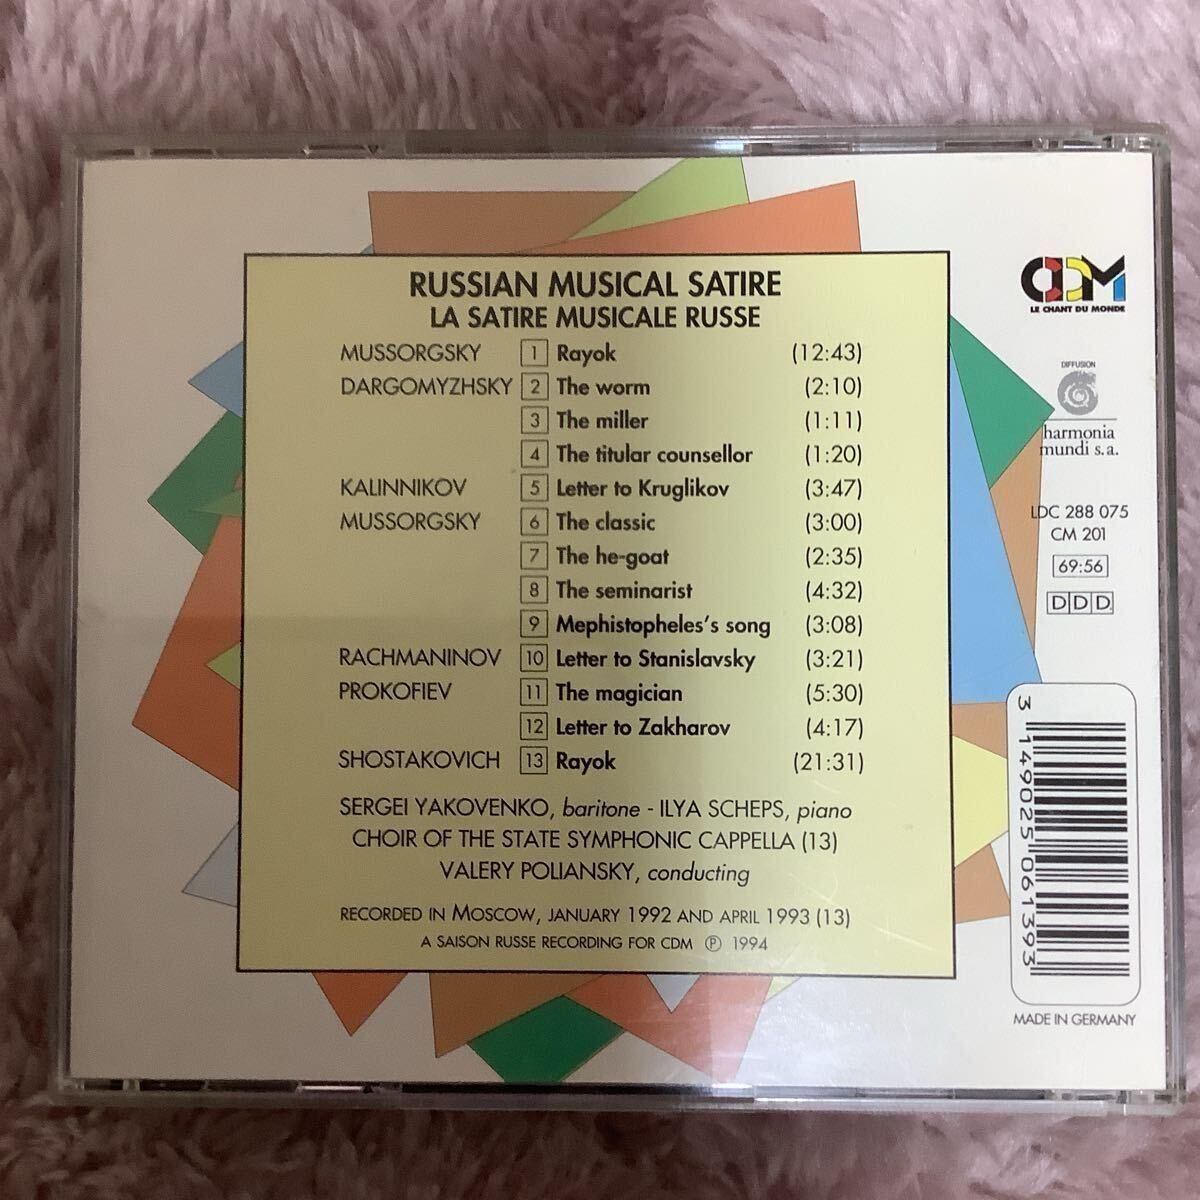 RUSSIAN MUSICAL SATIRE
LA SATIRE MUSICALE RUSSE
MUSSORGSKY 1 Rayok (12:43)
DARGOMYZHSKY 2 The worm (2:10)
3 The miller (1:11)
4 The titular counsellor (1:20)
KALINNIKOV 5 Letter to Kruglikov (3:47)
MUSSORGSKY 6 The classic (3:00)
7 The he-goat (2:35)
8 The seminarist (4:32)
9 Mephistopheles's song (3:08)
RACHMANINOV 10 Letter to Stanislavsky (3:21)
PROKOFIEV 11 The magician (5:30)
12 Letter to Zakharov (4:17)
SHOSTAKOVICH 13 Rayok (21:31)
SERGEI YAKOVENKO, baritone - ILYA SCHEPS, piano
CHOIR OF THE STATE SYMPHONIC CAPPELLA (13)
VALERY POLIANSKY, conducting
RECORDED IN MOSCOW, JANUARY 1992 AND APRIL 1993 (13)
A SAISON RUSSE RECORDING FOR CDM ℗ 1994
CDM
LE CHANT DU MONDE
DIFFUSION
harmonia
mundi s.a.
LDC 288 075
CM 201
69:56
DDD
3 149025 061393
MADE IN GERMANY